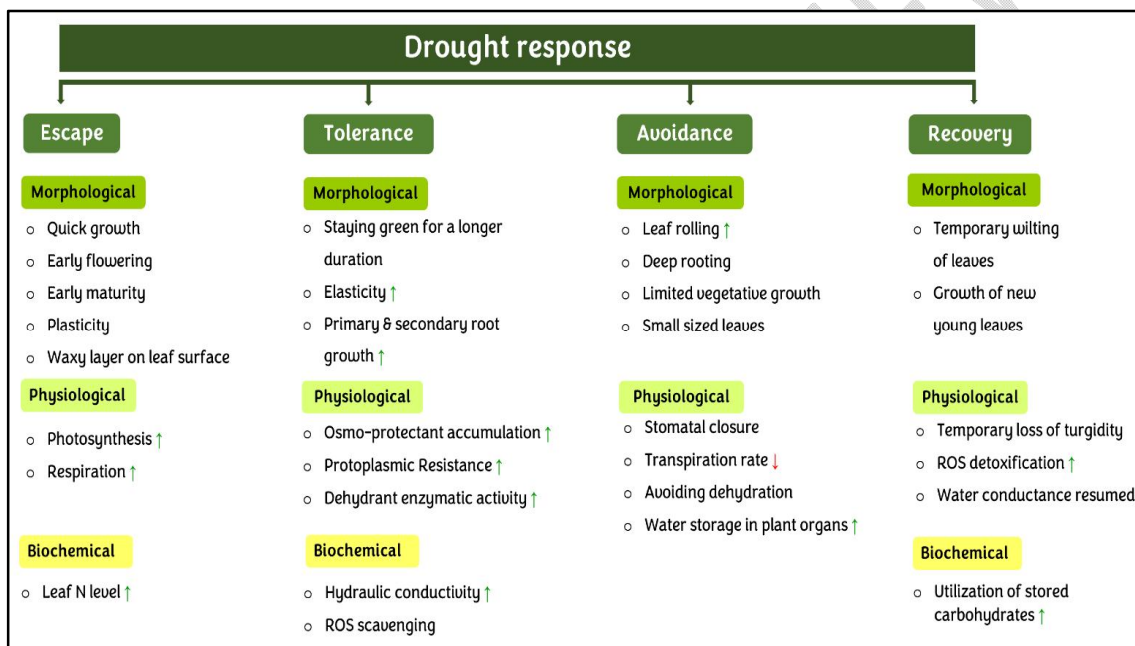 Drought response
Escape
Morphological
○ Quick growth
○ Early flowering
○ Early maturity
○ Plasticity
○ Waxy layer on leaf surface
Physiological
○ Photosynthesis ↑
○ Respiration ↑
Biochemical
○ Leaf N level ↑
Tolerance
Morphological
○ Staying green for a longer
duration
○ Elasticity ↑
○ Primary & secondary root
growth ↑
Physiological
○ Osmo-protectant accumulation ↑
○ Protoplasmic Resistance ↑
○ Dehydrant enzymatic activity ↑
Biochemical
○ Hydraulic conductivity ↑
○ ROS scavenging
Avoidance
Morphological
○ Leaf rolling ↑
○ Deep rooting
○ Limited vegetative growth
○ Small sized leaves
Physiological
○ Stomatal closure
○ Transpiration rate ↓
○ Avoiding dehydration
○ Water storage in plant organs ↑
Recovery
Morphological
○ Temporary wilting
of leaves
○ Growth of new
young leaves
Physiological
○ Temporary loss of turgidity
○ ROS detoxification ↑
○ Water conductance resumed
Biochemical
○ Utilization of stored
carbohydrates ↑